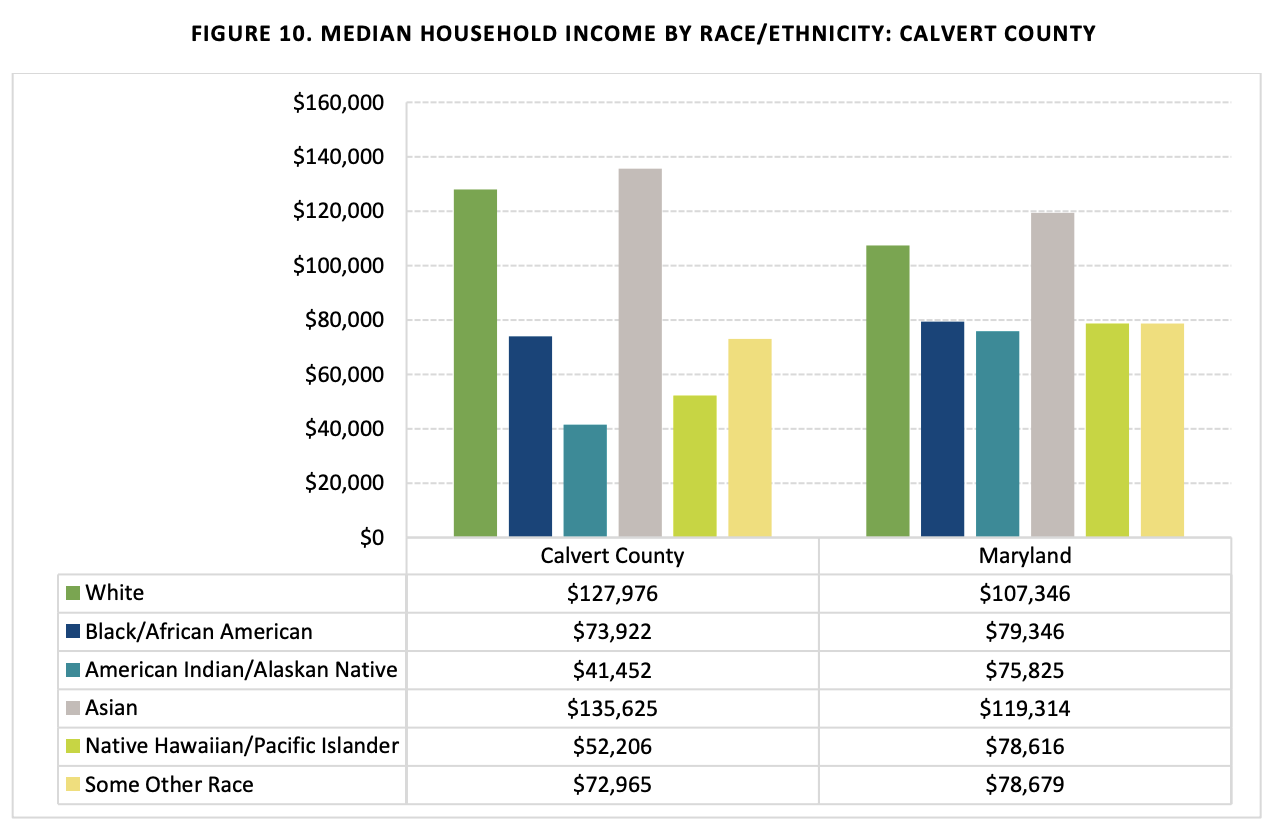 FIGURE 10. MEDIAN HOUSEHOLD INCOME BY RACE/ETHNICITY: CALVERT COUNTY
$160,000
$140,000
$120,000
$100,000
$80,000
$60,000
$40,000
$20,000
$0
Calvert County Maryland
White $127,976 $107,346
Black/African American $73,922 $79,346
American Indian/Alaskan Native $41,452 $75,825
Asian $135,625 $119,314
Native Hawaiian/Pacific Islander $52,206 $78,616
Some Other Race $72,965 $78,679